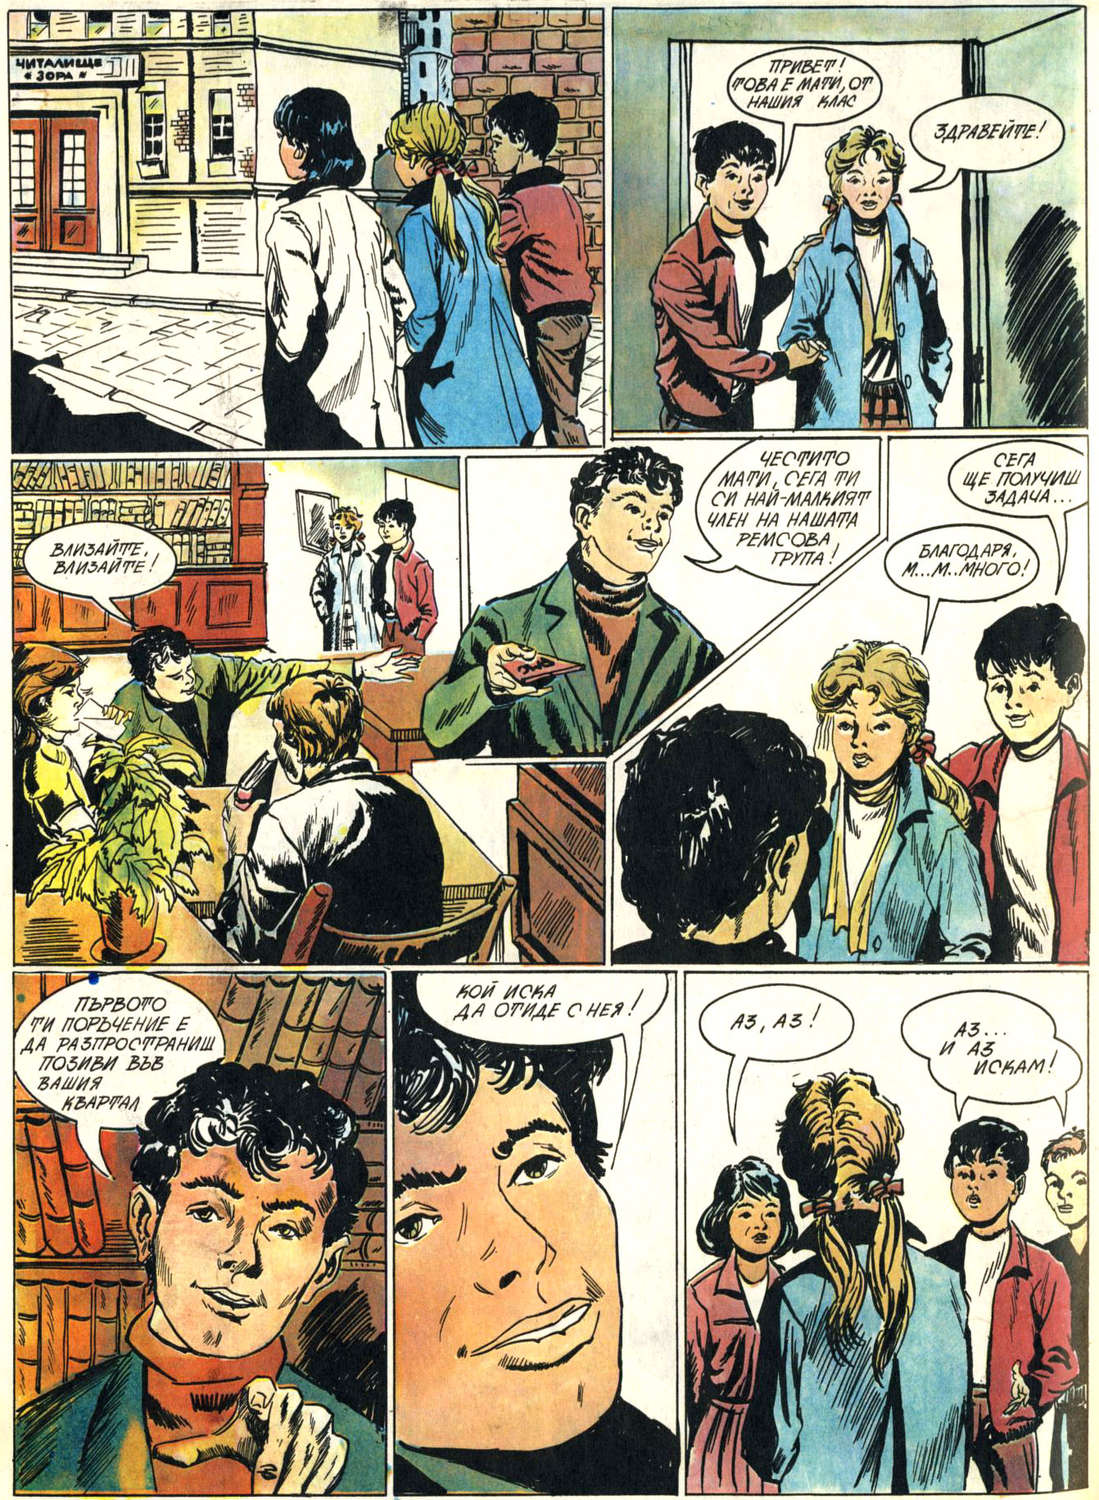 ЧИТАЛИЩЕ
"ЗОРА"
ПРИВЕТ!
ТОВА Е МАТИ, ОТ
НАШИЯ КЛАС
ЗДРАВЕЙТЕ!
ВЛИЗАЙТЕ,
ВЛИЗАЙТЕ!
ЧЕСТИТО
МАТИ, СЕГА ТИ
СИ НАЙ-МАЛКИЯТ
ЧЛЕН НА НАШАТА
РЕМСОВА
ГРУПА!
СЕГА
ЩЕ ПОЛУЧИШ
ЗАДАЧА...
БЛАГОДАРЯ,
М...М..МНОГО!
ПЪРВОТО
ТИ ПОРЪЧЕНИЕ Е
ДА РАЗПРОСТРАНИШ
ПОЗИВИ ВЪВ
ВАШИЯ
КВАРТАЛ
КОЙ ИСКА
ДА ОТИДЕ С НЕЯ!
АЗ, АЗ!
АЗ...
И АЗ
ИСКАМ!